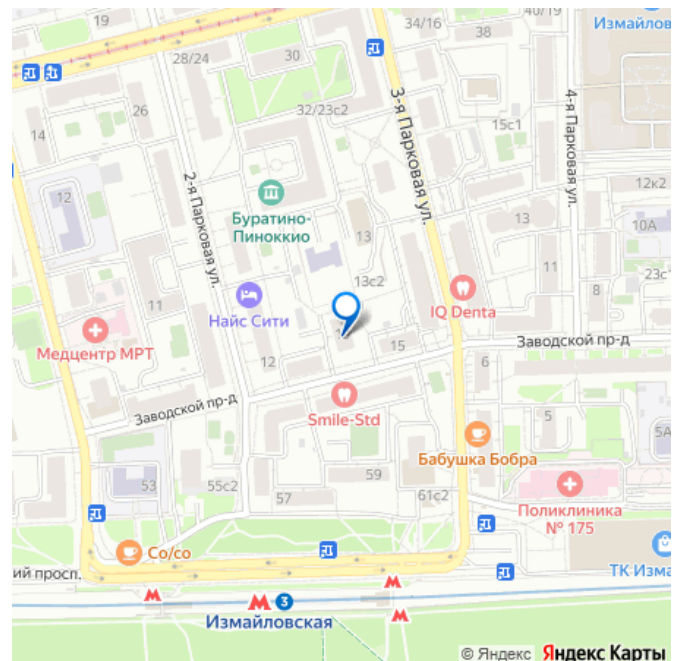 19
34/16
38
40/19
Измайлов
28/24
30
26
32/23с2
3-я Парковая ул.
15с1
4-я Парковая ул.
14
12
2-я Парковая ул.
Буратино-
Пиноккио
13
13
12к2
10А
11
13с2
11
8
23с
Найс Сити
IQ Denta
Медцентр МРТ
12
15
6
Заводской пр-д
Заводской пр-д
Smile-Std
5
5А
Бабушка Бобра
53
55с2
57
59
61с2
Поликлиника
№ 175
Co/co
ий просп.
ТК Изма
М
М
М 3
М
Измайловская
© Яндекс Яндекс Карты